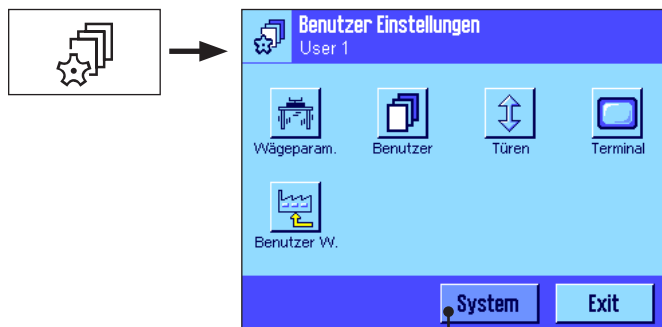 Benutzer Einstellungen
User 1
Wägeparam.
Benutzer
Türen
Terminal
Benutzer W.
System
Exit